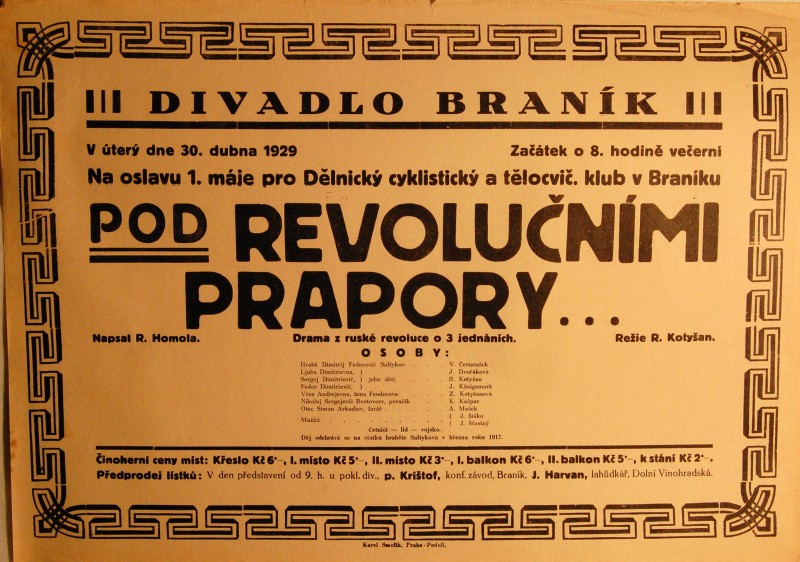 DIVADLO BRANÍK
V úterý dne 30. dubna 1929 Začátek o 8. hodině večerní
Na oslavu 1. máje pro Dělnický cyklistický a tělocvič. klub v Braníku
POD REVOLUČNÍMI
PRAPORY...
Napsal R. Homola. Drama z ruské revoluce o 3 jednáních. Režie R. Kotyšan.
OSOBY:
Hrabě Dimitrij Fedorovič Saltykov . . . . V. Černoušek
Ljuba Dimitrievna, ) J. Dvořáková
Sergej Dimitrievič, ) jeho děti . . . . R. Kotyšan
Fedor Dimitrievič, ) J. Königsmark
Věra Andrejevna, žena Feodorova . . . . Z. Kotyšanová
Nikolaj Sergejevič Rostovcev, poručík . . . K. Kašpar
Otec Simon Arkadiev, farář . . . . A. Mašek
Mužíci . . . . ( J. Šiška
( J. Šťastný
Četníci — lid — vojsko.
Děj odehrává se na statku hraběte Saltykova v březnu roku 1917.
Činoherní ceny míst: Křeslo Kč 6·–, I. místo Kč 5·–, II. místo Kč 3·–, I. balkon Kč 6·–, II. balkon Kč 5·–, k stání Kč 2·–.
Předprodej lístků: V den představení od 9. h. u pokl. div., p. Krištof, konf. závod, Braník, J. Harvan, lahůdkář, Dolní Vinohradská.
Karel Smolík, Praha-Podolí.